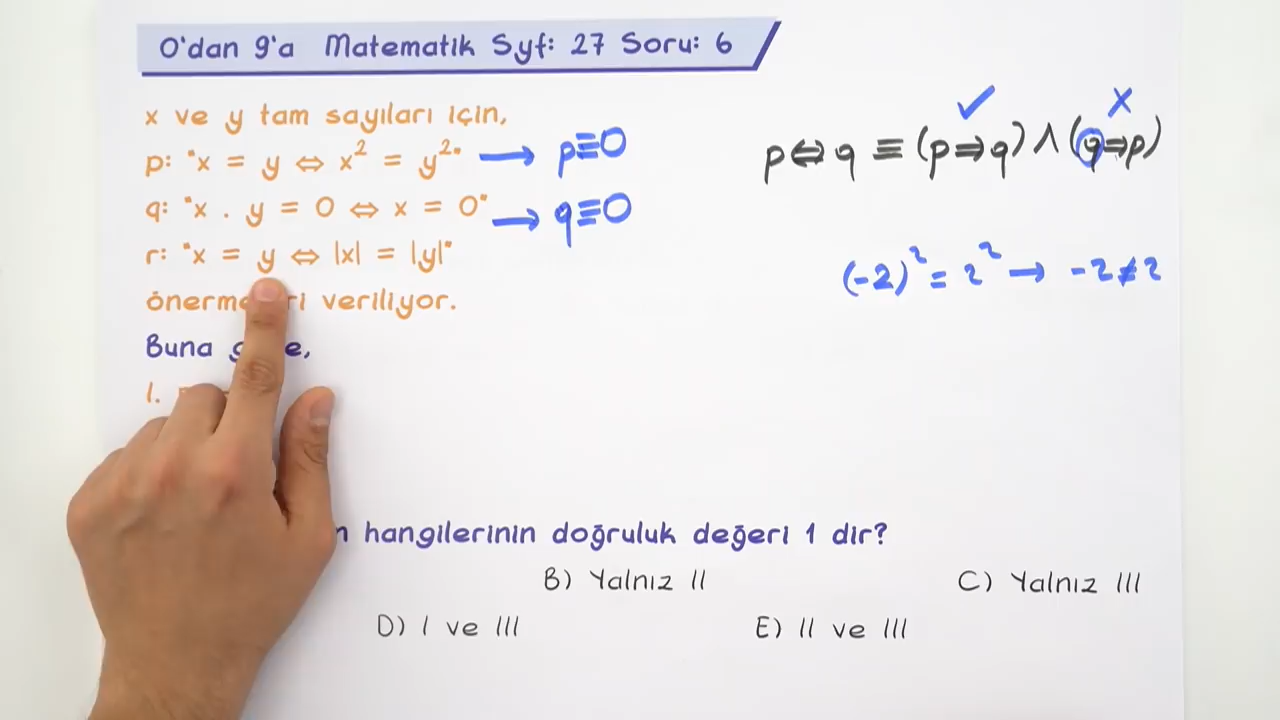 0'dan 9'a Matematik Syf: 27 Soru: 6
x ve y tam sayıları için,
p: "x = y ⇔ x² = y²" → p≡0
q: "x . y = 0 ⇔ x = 0" → q≡0
r: "x = y ⇔ |x| = |y|"
veriliyor.
Buna
I.
hangilerinin doğruluk değeri 1 dir?
B) Yalnız II
C) Yalnız III
D) I ve III
E) II ve III
✓ X
p⇔q ≡ (p⇒q) ∧ (q⇒p)
(-2)² = 2² → -2≠2